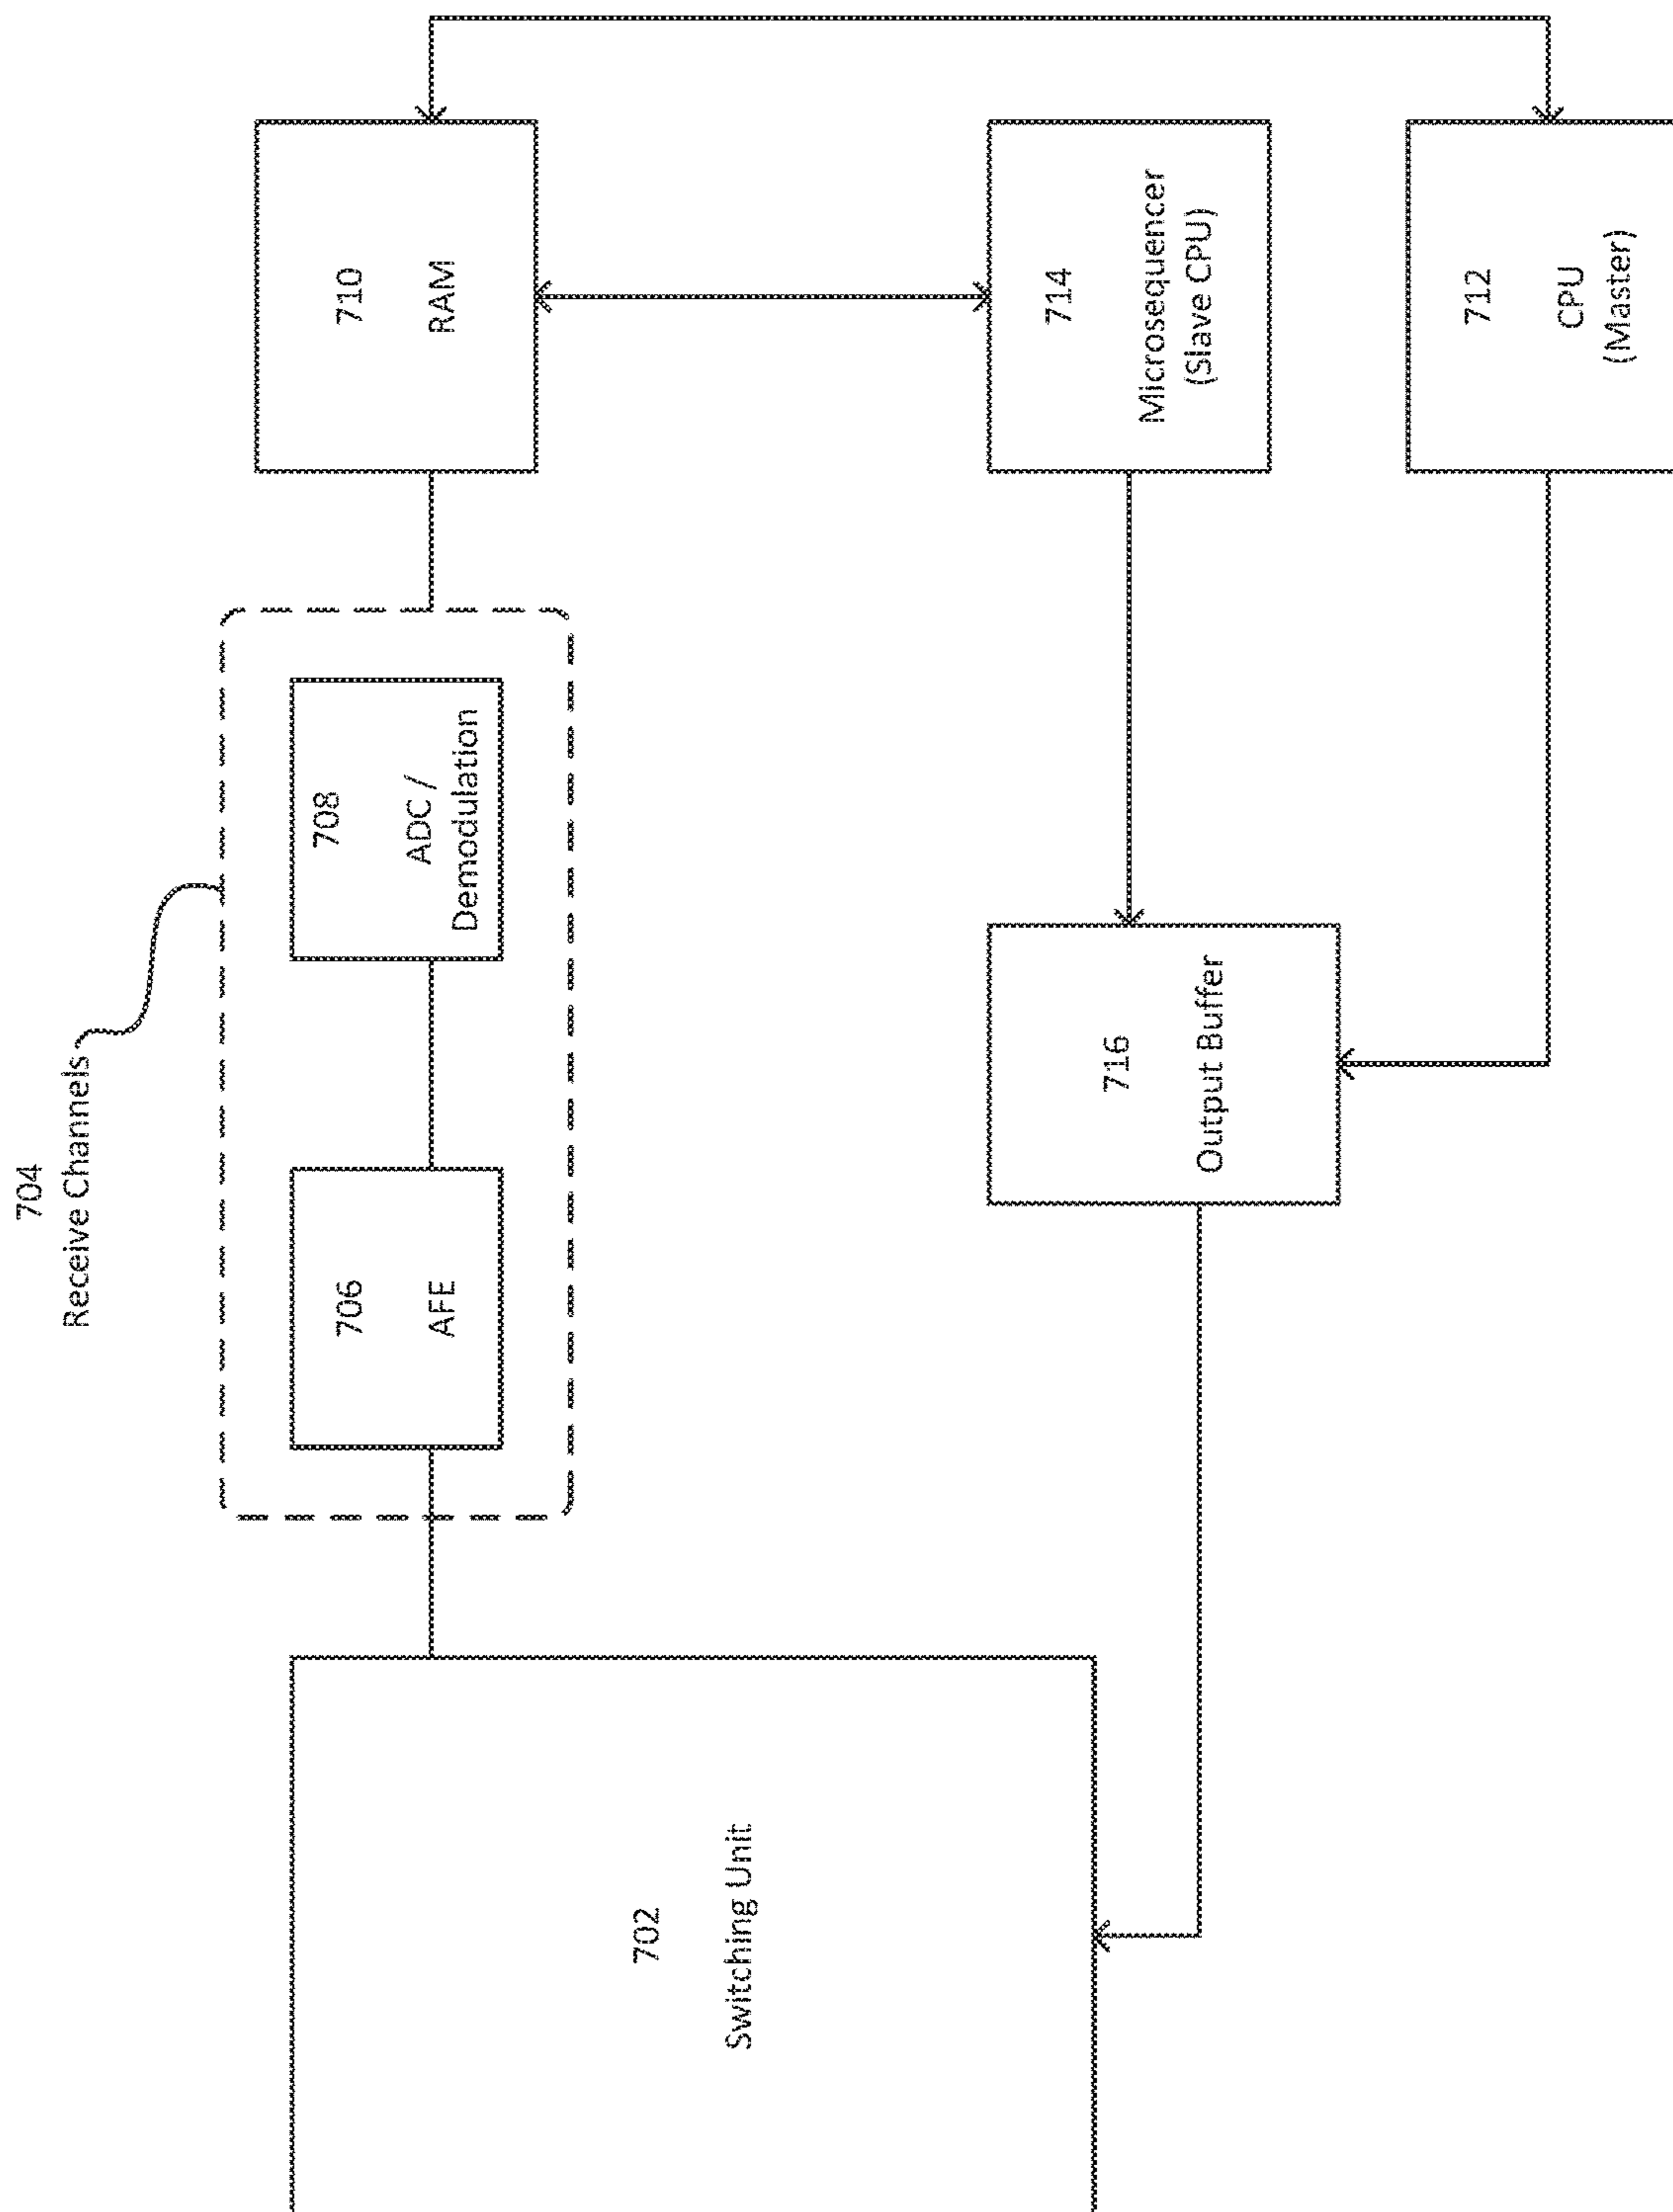 704
Receive Channels
702
Switching Unit
706
AFE
708
ADC /
Demodulation
710
RAM
716
Output Buffer
714
Microsequencer
(Slave CPU)
712
CPU
(Master)